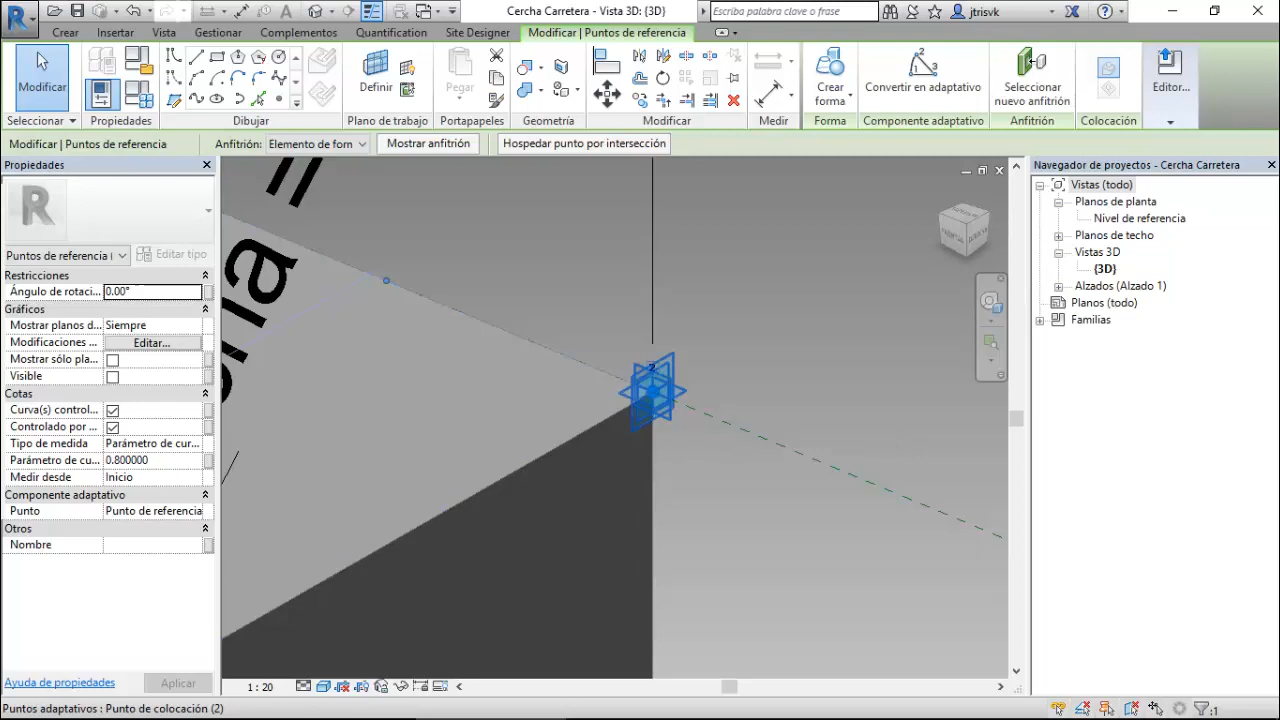 Cercha Carretera - Vista 3D: {3D}
Escriba palabra clave o frase
jtrisvk
Crear Insertar Vista Gestionar Complementos Quantification Site Designer Modificar | Puntos de referencia
Modificar
Pegar
Definir
Crear forma
Convertir en adaptativo
Seleccionar nuevo anfitrión
Editor...
Seleccionar Propiedades Dibujar Plano de trabajo Portapapeles Geometría Modificar Medir Forma Componente adaptativo Anfitrión Colocación
Modificar | Puntos de referencia Anfitrión: Elemento de forn Mostrar anfitrión Hospedar punto por intersección
Propiedades
Puntos de referencia ( Editar tipo
Restricciones
Ángulo de rotaci... 0.00°
Gráficos
Mostrar planos d... Siempre
Modificaciones ... Editar...
Mostrar sólo pla...
Visible
Cotas
Curva(s) control...
Controlado por ...
Tipo de medida Parámetro de cur...
Parámetro de cu... 0.800000
Medir desde Inicio
Componente adaptativo
Punto Punto de referencia
Otros
Nombre
Ayuda de propiedades Aplicar
2
Navegador de proyectos - Cercha Carretera
Vistas (todo)
Planos de planta
Nivel de referencia
Planos de techo
Vistas 3D
{3D}
Alzados (Alzado 1)
Planos (todo)
Familias
1 : 20
Puntos adaptativos : Punto de colocación (2)
:1